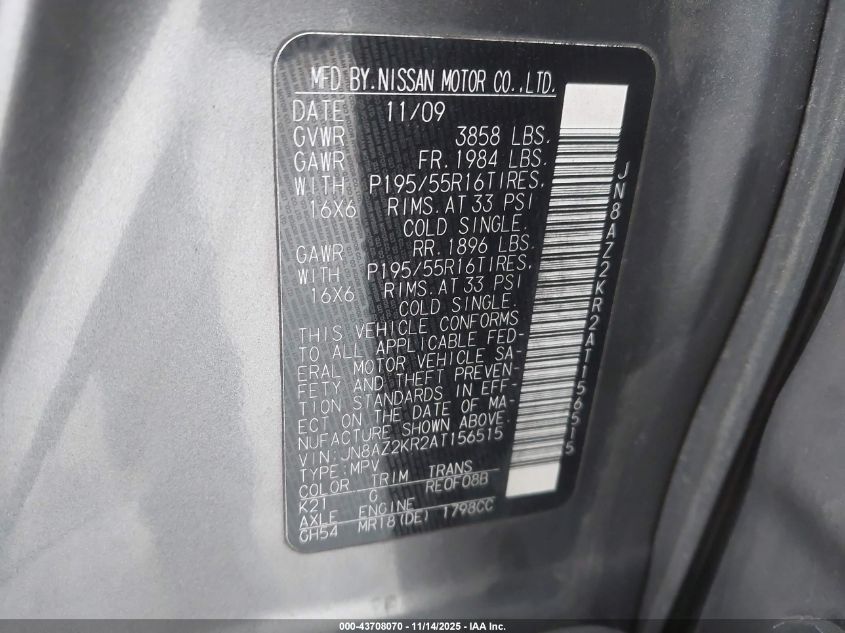 MFD BY.NISSAN MOTOR CO.,LTD.
DATE 11/09
GVWR 3858 LBS.
GAWR FR.1984 LBS.
WITH P195/55R16TIRES,
16X6 RIMS.AT 33 PSI
COLD SINGLE.
GAWR RR.1896 LBS.
WITH P195/55R16TIRES,
16X6 RIMS.AT 33 PSI
COLD SINGLE.
THIS VEHICLE CONFORMS
TO ALL APPLICABLE FED-
ERAL MOTOR VEHICLE SA-
FETY AND THEFT PREVEN-
TION STANDARDS IN EFF-
ECT ON THE DATE OF MA-
NUFACTURE SHOWN ABOVE.
VIN:JN8AZ2KR2AT156515
TYPE:MPV
COLOR TRIM TRANS
K21 G RE0F08B
AXLE ENGINE
GH54 MR18(DE) 1798CC
JN8AZ2KR2AT156515
000-43708070 - 11/14/2025 - IAA Inc.